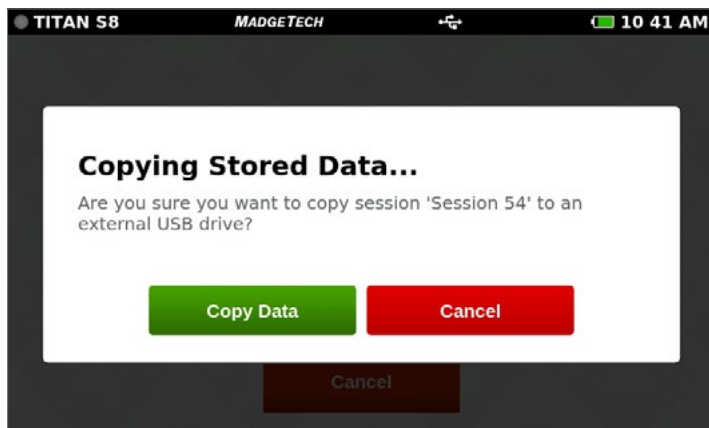 TITAN S8 MADGETECH 10 41 AM
Copying Stored Data...
Are you sure you want to copy session 'Session 54' to an
external USB drive?
Copy Data Cancel
Cancel